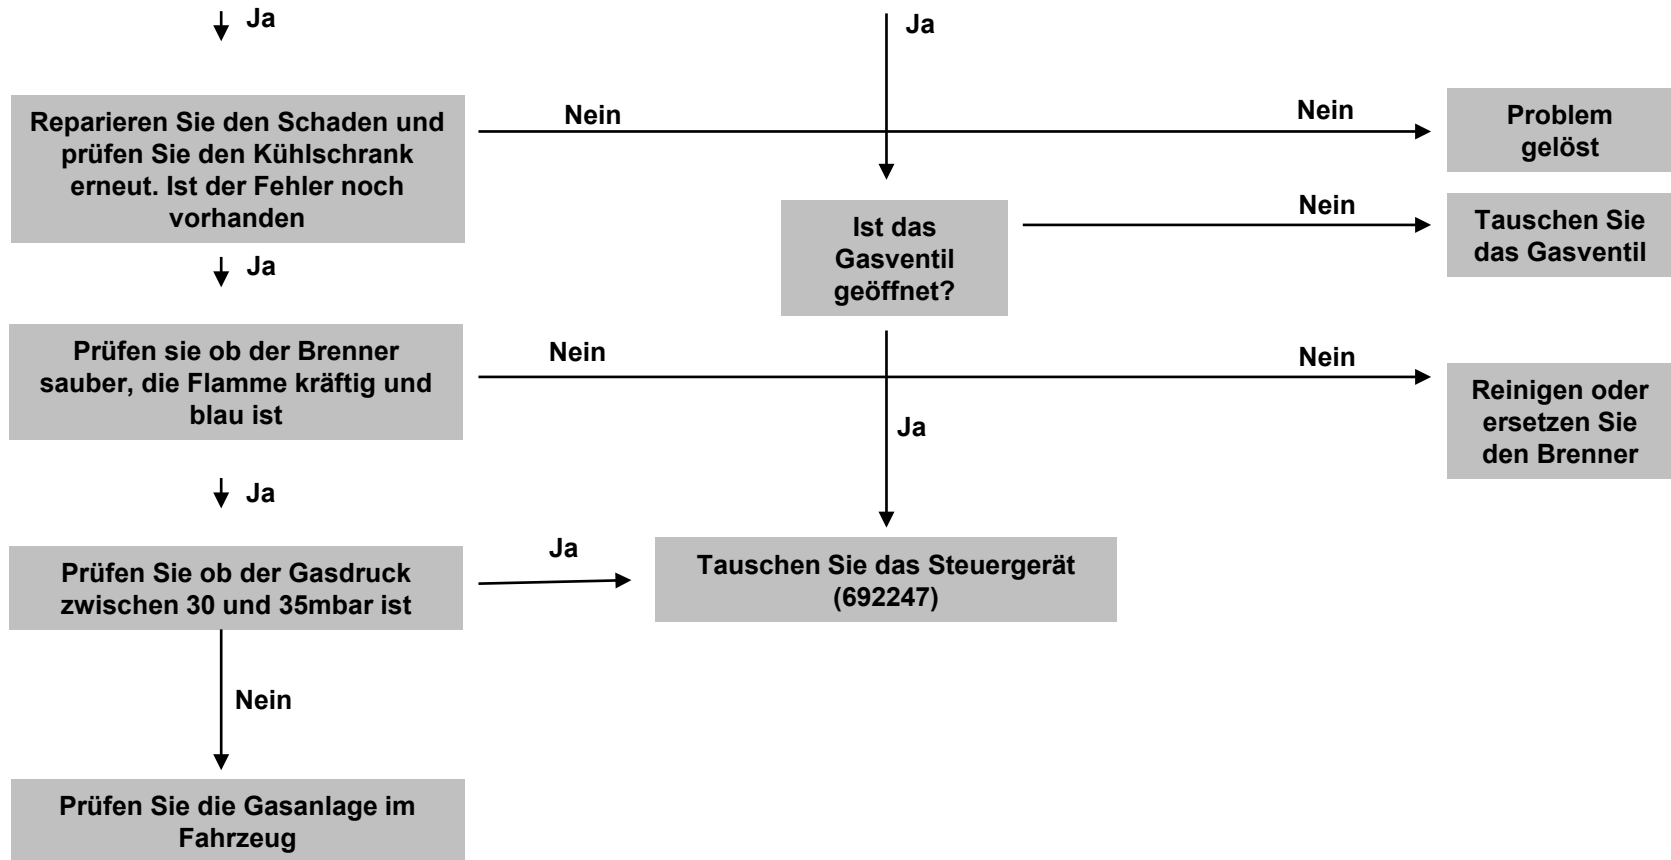 Ja
Ja
Reparieren Sie den Schaden und
prüfen Sie den Kühlschrank
erneut. Ist der Fehler noch
vorhanden
Nein
Nein
Problem
gelöst
Ist das
Gasventil
geöffnet?
Nein
Tauschen Sie
das Gasventil
Ja
Prüfen sie ob der Brenner
sauber, die Flamme kräftig und
blau ist
Nein
Nein
Reinigen oder
ersetzen Sie
den Brenner
Ja
Ja
Prüfen Sie ob der Gasdruck
zwischen 30 und 35mbar ist
Ja
Tauschen Sie das Steuergerät
(692247)
Nein
Prüfen Sie die Gasanlage im
Fahrzeug